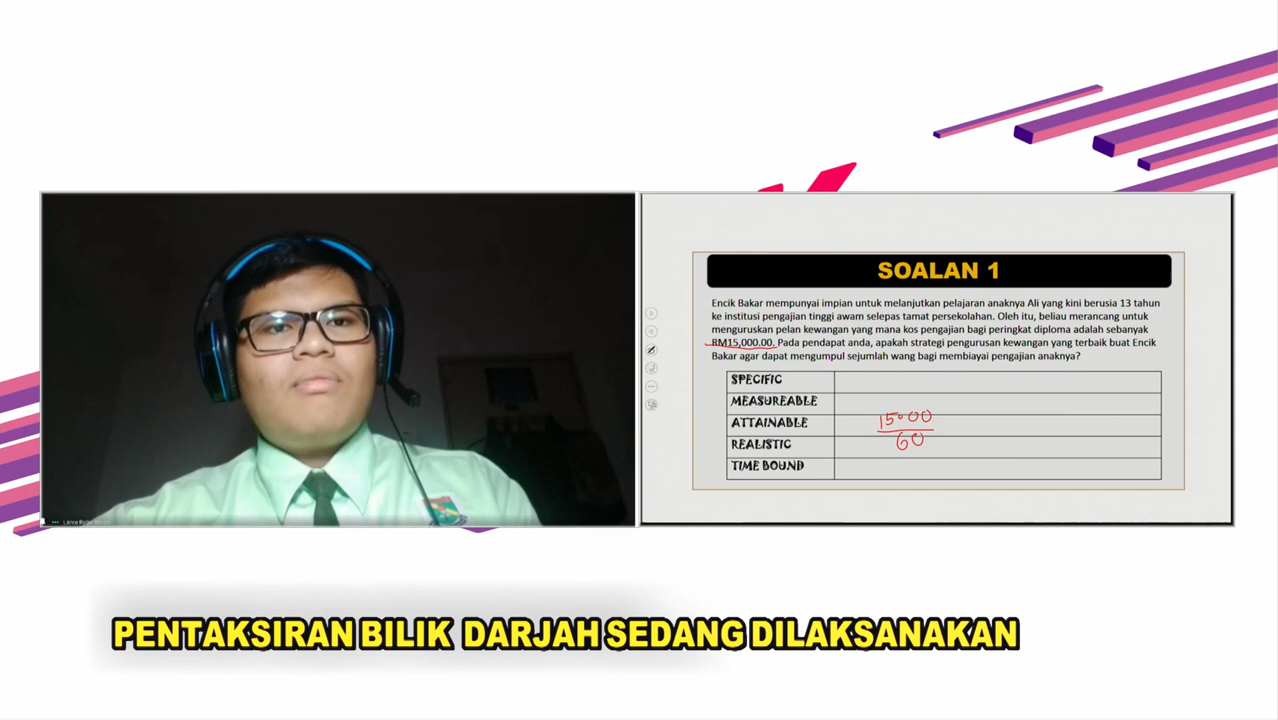 SOALAN 1
Encik Bakar mempunyai impian untuk melanjutkan pelajaran anaknya Ali yang kini berusia 13 tahun
ke institusi pengajian tinggi awam selepas tamat persekolahan. Oleh itu, beliau merancang untuk
menguruskan pelan kewangan yang mana kos pengajian bagi peringkat diploma adalah sebanyak
RM15,000.00. Pada pendapat anda, apakah strategi pengurusan kewangan yang terbaik buat Encik
Bakar agar dapat mengumpul sejumlah wang bagi membiayai pengajian anaknya?
SPECIFIC
MEASUREABLE
ATTAINABLE
15000
60
REALISTIC
TIME BOUND
PENTAKSIRAN BILIK DARJAH SEDANG DILAKSANAKAN